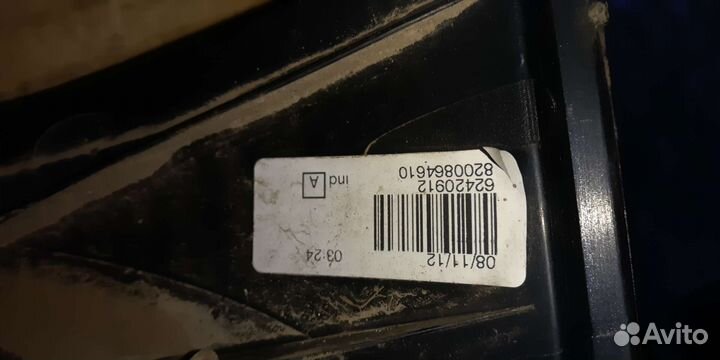 08/11/12 03:24
62420912 ind A
8200864610
Avito